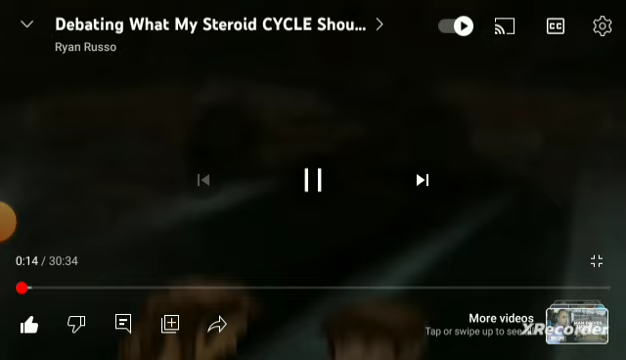 Debating What My Steroid CYCLE Shou...
Ryan Russo
CC
0:14 / 30:34
More videos
Tap or swipe up to see
XRecorder